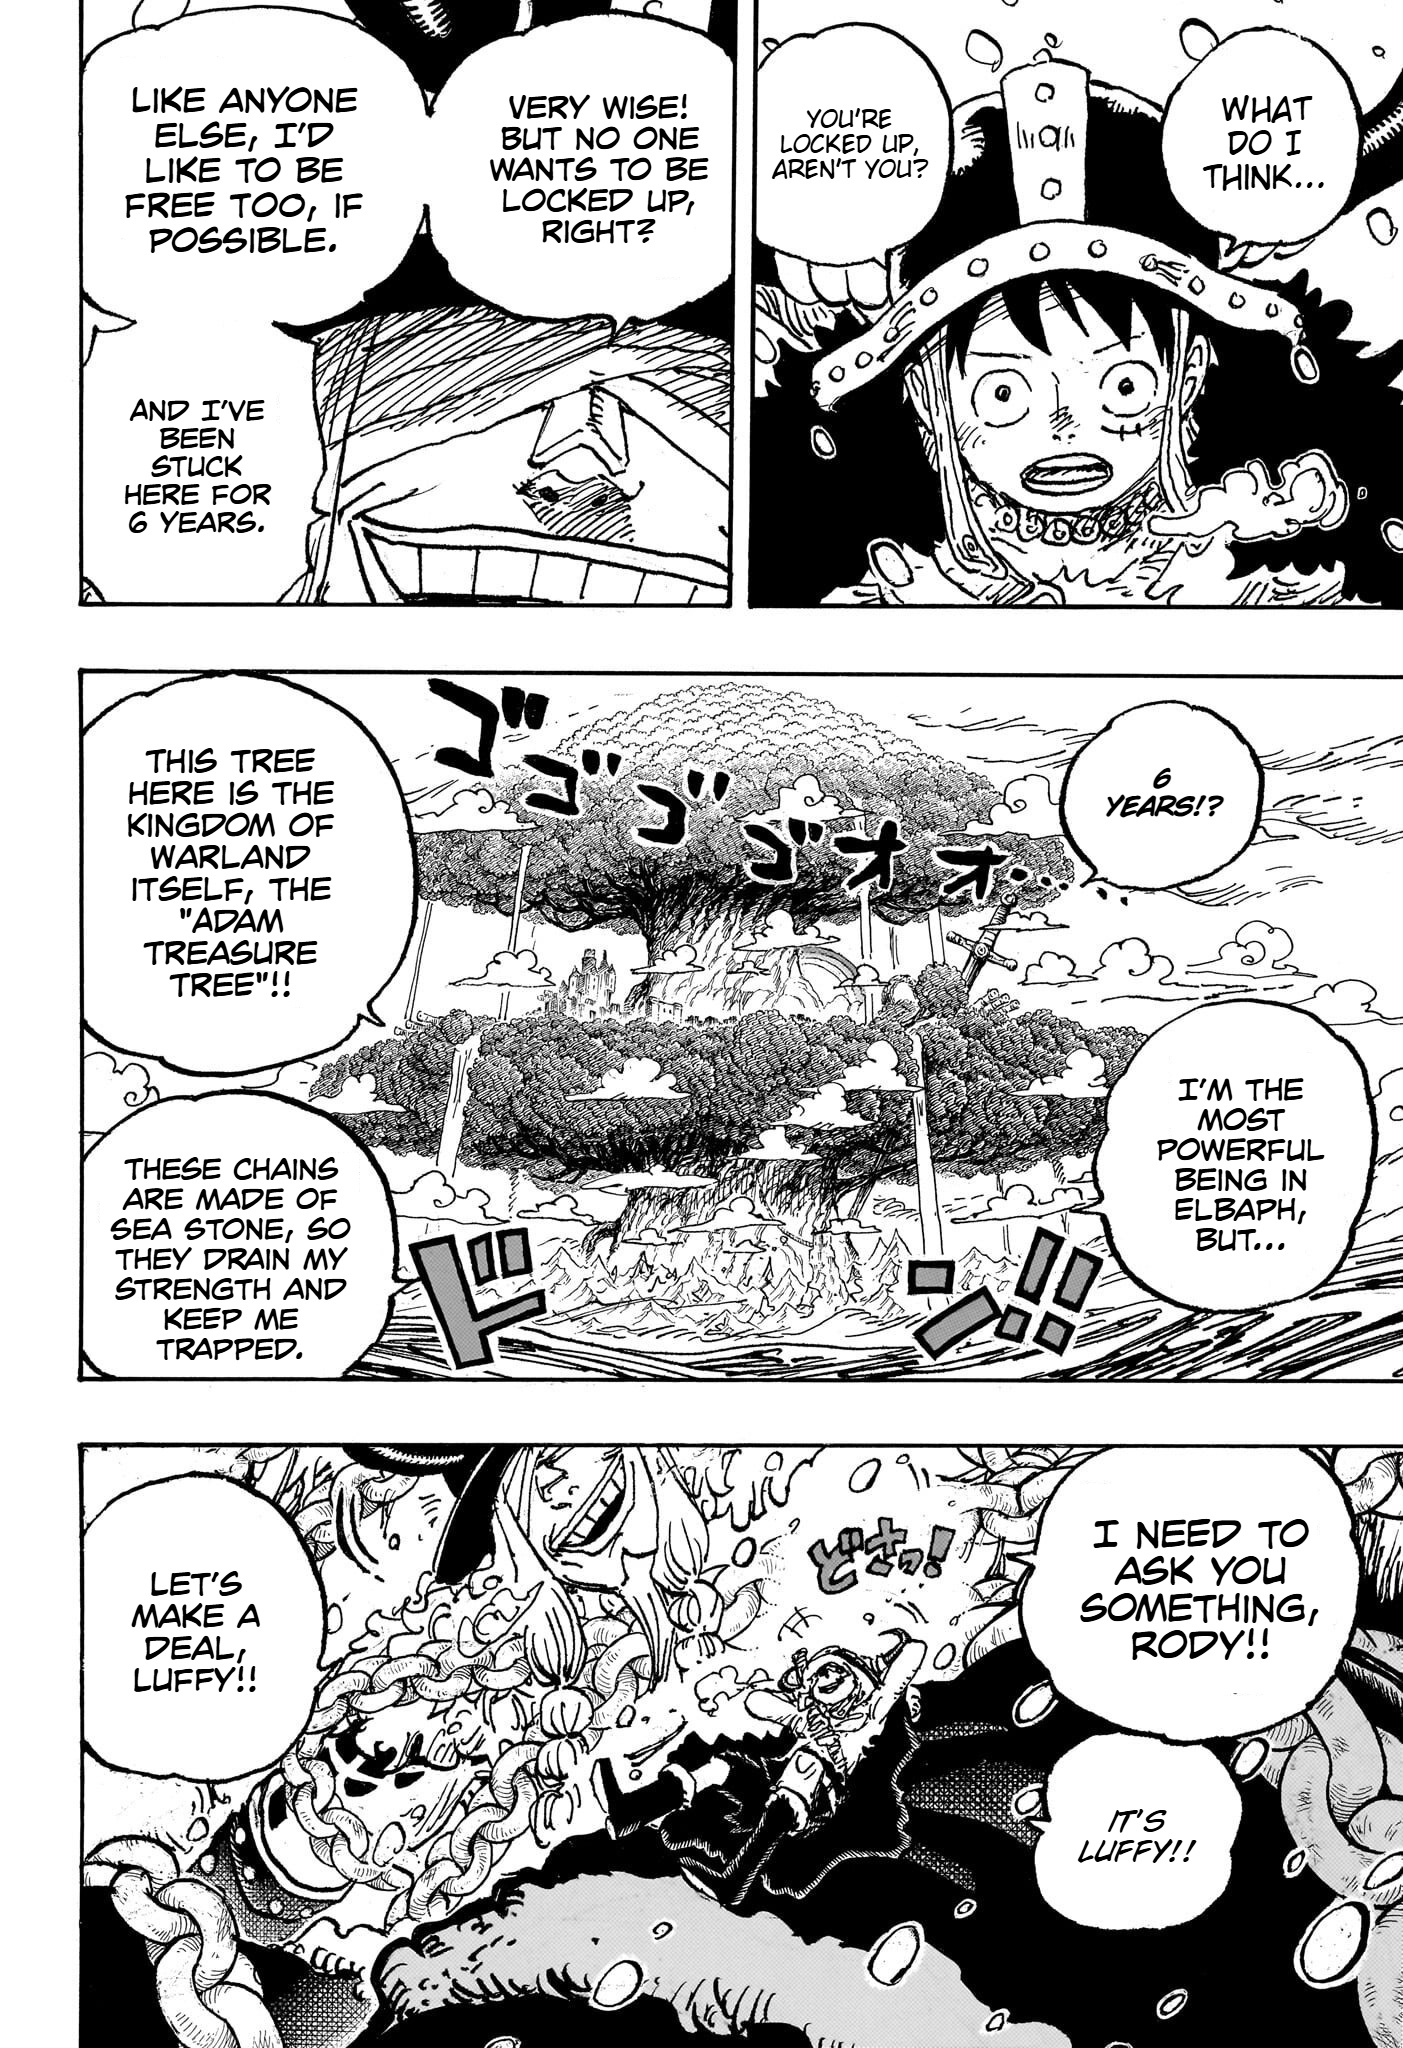 WHAT
DO I
THINK...
YOU'RE
LOCKED UP,
AREN'T YOU?
VERY WISE!
BUT NO ONE
WANTS TO BE
LOCKED UP,
RIGHT?
LIKE ANYONE
ELSE, I'D
LIKE TO BE
FREE TOO, IF
POSSIBLE.
AND I'VE
BEEN
STUCK
HERE FOR
6 YEARS.
6
YEARS!?
ゴゴゴゴゴオオ...
I'M THE
MOST
POWERFUL
BEING IN
ELBAPH,
BUT...
THIS TREE
HERE IS THE
KINGDOM OF
WARLAND
ITSELF, THE
"ADAM
TREASURE
TREE"!!
THESE CHAINS
ARE MADE OF
SEA STONE, SO
THEY DRAIN MY
STRENGTH AND
KEEP ME
TRAPPED.
ドン!!
I NEED TO
ASK YOU
SOMETHING,
RODY!!
どさっ!
IT'S
LUFFY!!
LET'S
MAKE A
DEAL,
LUFFY!!